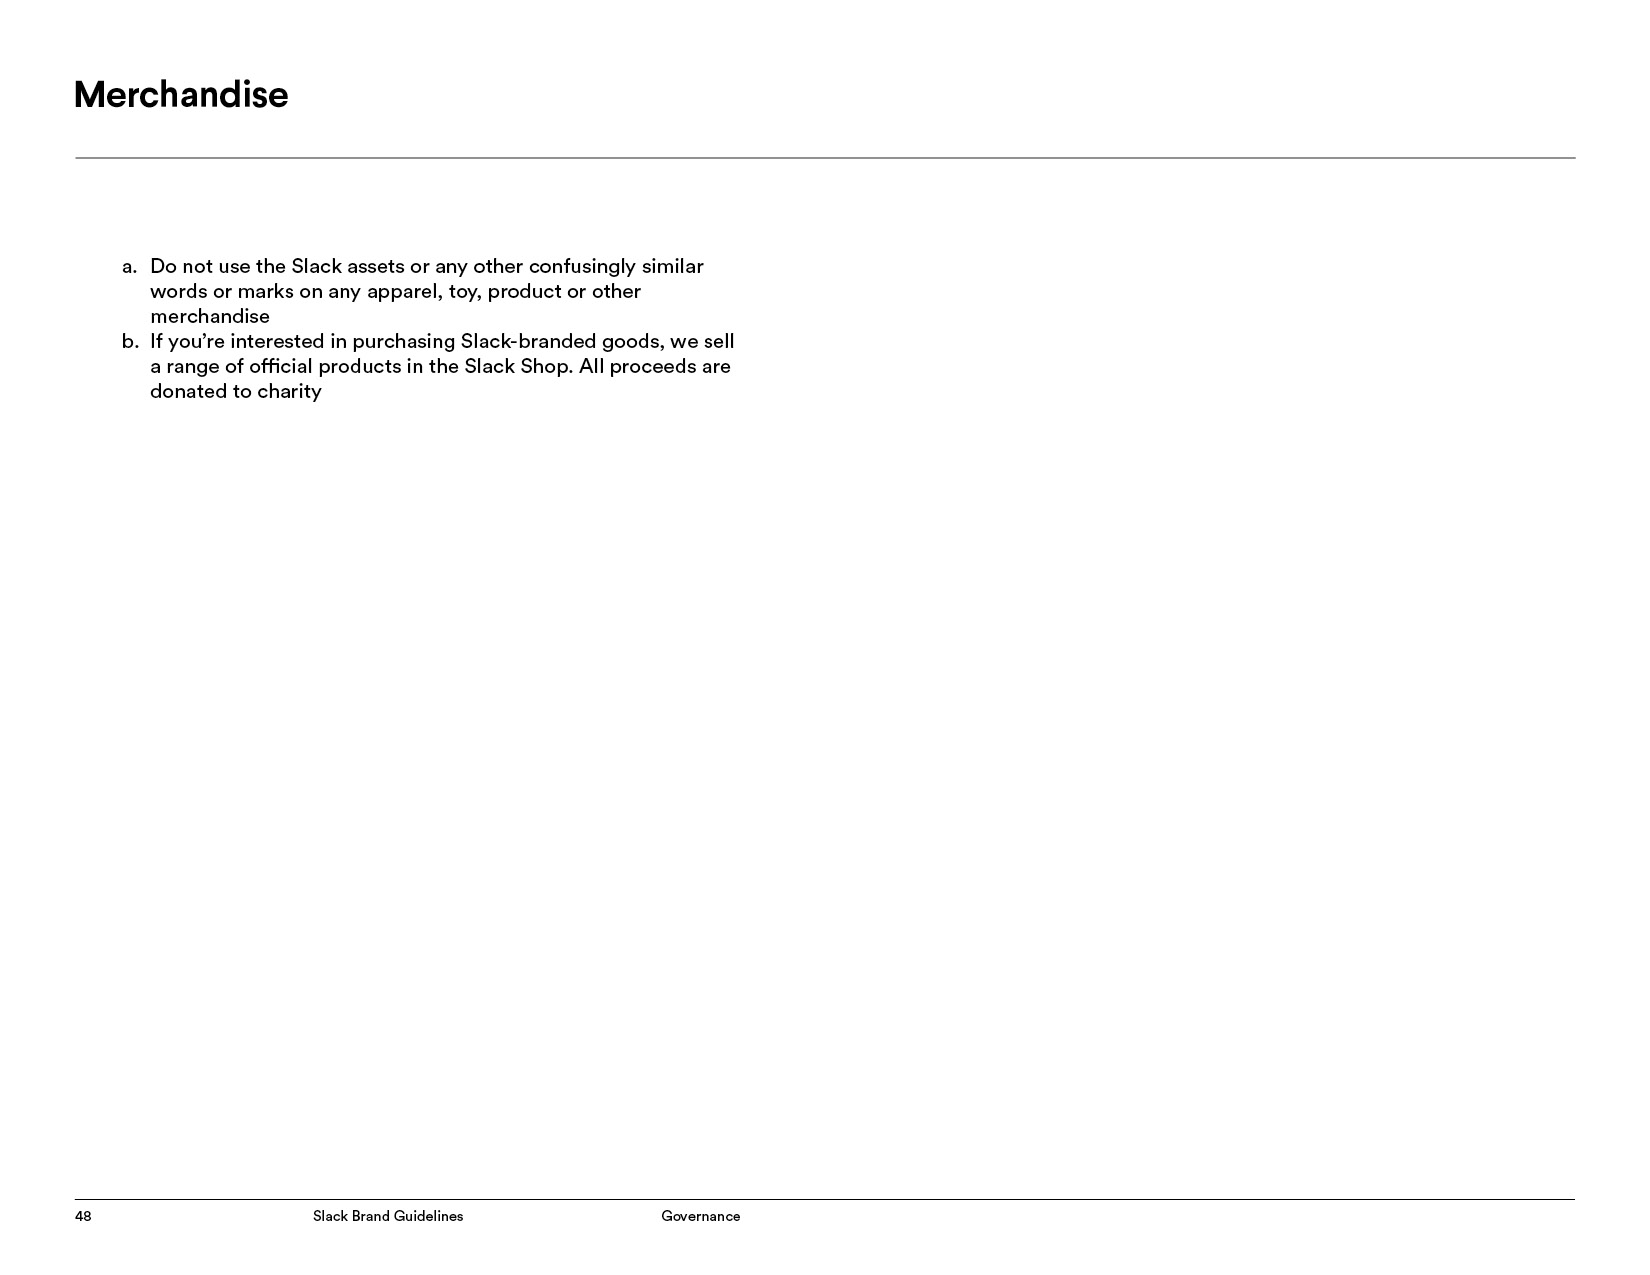 Merchandise
a. Do not use the Slack assets or any other confusingly similar
words or marks on any apparel, toy, product or other
merchandise
b. If you’re interested in purchasing Slack-branded goods, we sell
a range of official products in the Slack Shop. All proceeds are
donated to charity
48 Slack Brand Guidelines Governance